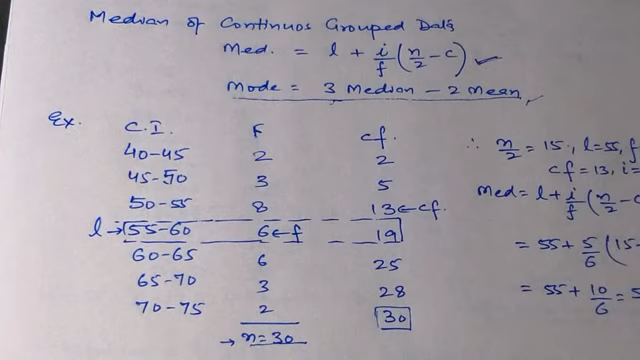 Median of Continuos Grouped Data
Med. = l + i/f (n/2 - c) ✓
Mode = 3 Median - 2 Mean
Ex. C.I. F cf.
40-45 2 2
45-50 3 5
50-55 8 13 ← cf.
l → 55-60 6 ← f 19
60-65 6 25
65-70 3 28
70-75 2 30
→ n = 30
∴ n/2 = 15, l = 55, f
cf = 13, i =
Med = l + i/f (n/2 - c
= 55 + 5/6 (15 -
= 55 + 10/6 = 5